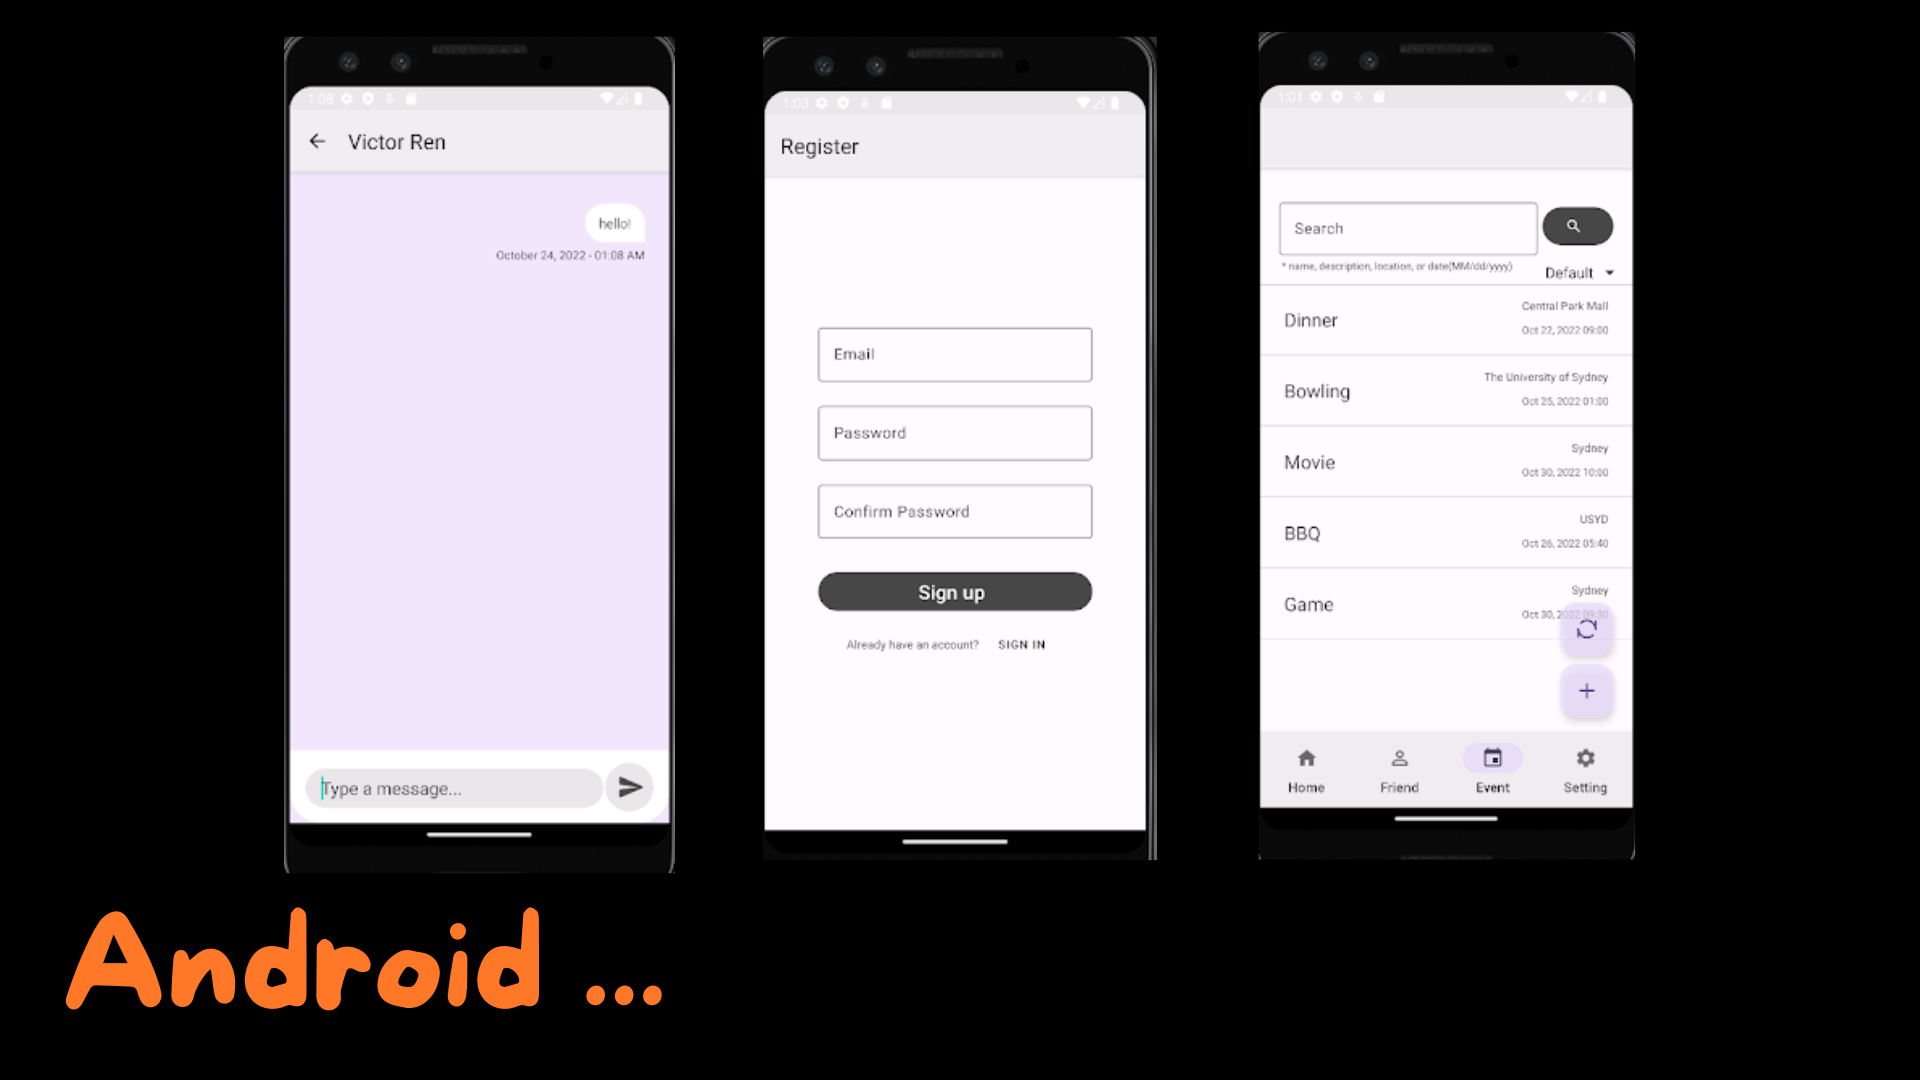 1:08
Victor Ren
hello!
October 24, 2022 - 01:08 AM
Type a message...
1:03
Register
Email
Password
Confirm Password
Sign up
Already have an account? SIGN IN
1:01
Search
* name, description, location, or date(MM/dd/yyyy)
Default
Dinner
Central Park Mall
Oct 22, 2022 09:00
Bowling
The University of Sydney
Oct 25, 2022 01:00
Movie
Sydney
Oct 30, 2022 10:00
BBQ
USYD
Oct 26, 2022 05:40
Game
Sydney
Oct 30, 2022 09:30
Home Friend Event Setting
Android ...